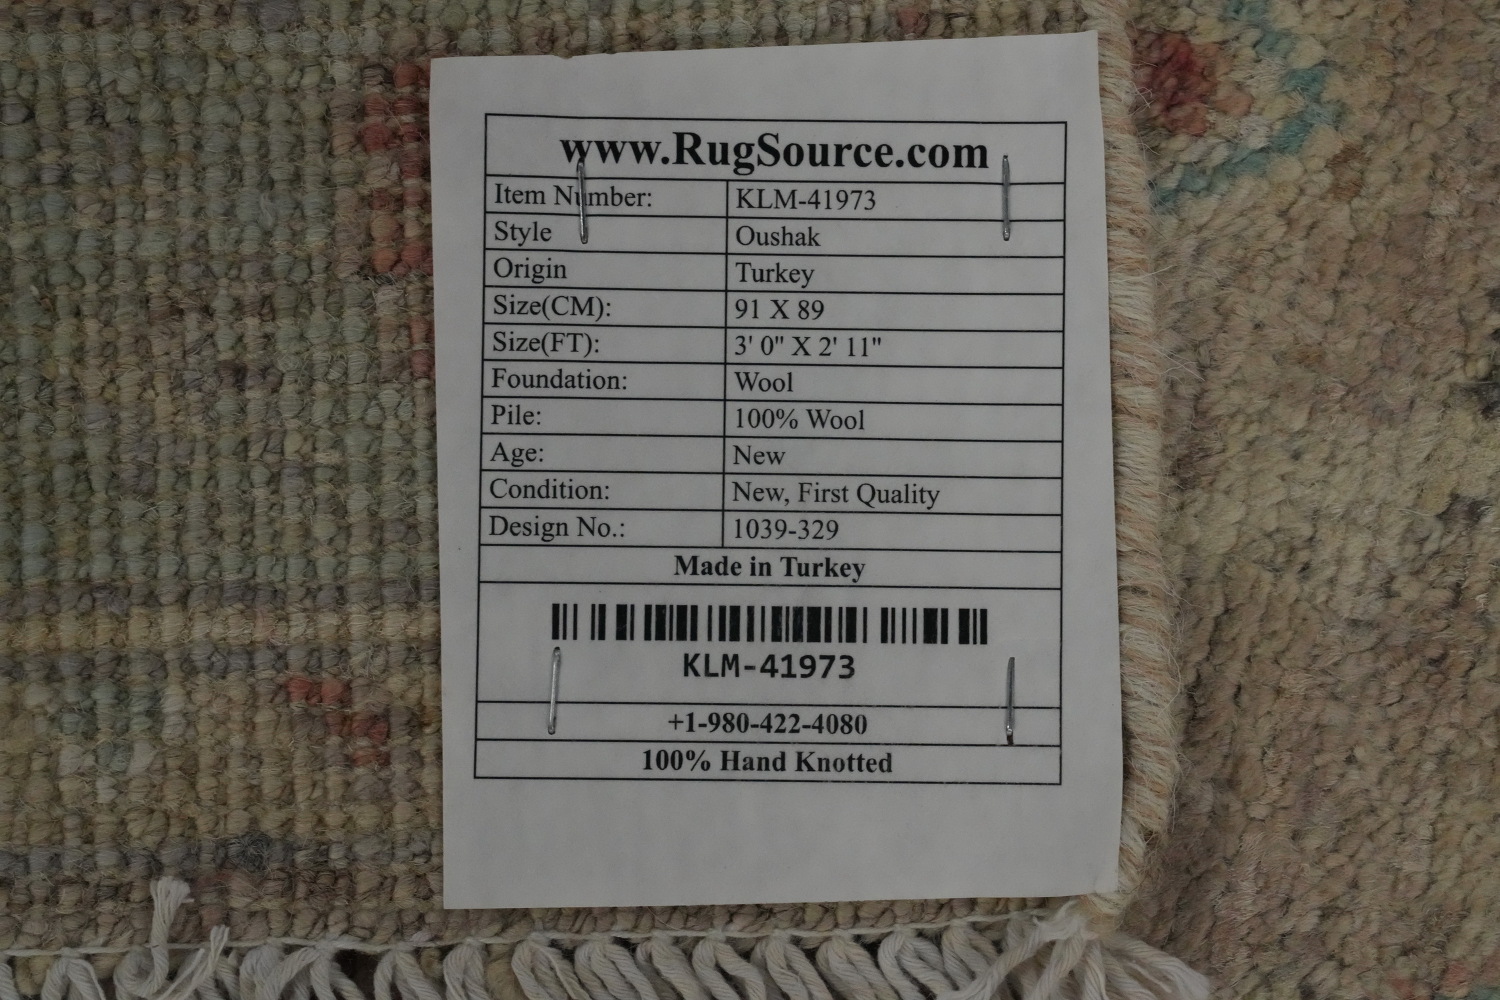 www.RugSource.com
Item Number: KLM-41973
Style Oushak
Origin Turkey
Size(CM): 91 X 89
Size(FT): 3' 0" X 2' 11"
Foundation: Wool
Pile: 100% Wool
Age: New
Condition: New, First Quality
Design No.: 1039-329
Made in Turkey
KLM-41973
+1-980-422-4080
100% Hand Knotted